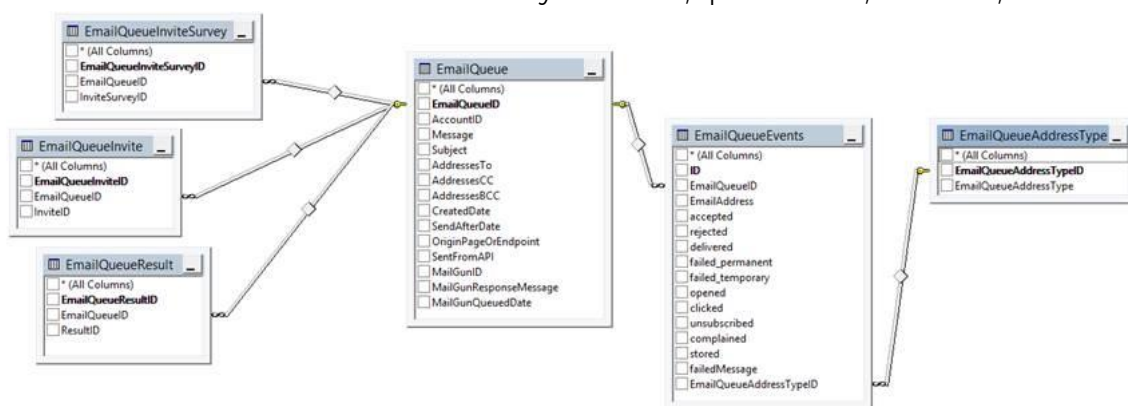 EmailQueueInviteSurvey
* (All Columns)
EmailQueueInviteSurveyID
EmailQueueID
InviteSurveyID
EmailQueueInvite
* (All Columns)
EmailQueueInviteID
EmailQueueID
InviteID
EmailQueueResult
* (All Columns)
EmailQueueResultID
EmailQueueID
ResultID
EmailQueue
* (All Columns)
EmailQueueID
AccountID
Message
Subject
AddressesTo
AddressesCC
AddressesBCC
CreatedDate
SendAfterDate
OriginPageOrEndpoint
SentFromAPI
MailGunID
MailGunResponseMessage
MailGunQueuedDate
EmailQueueEvents
* (All Columns)
ID
EmailQueueID
EmailAddress
accepted
rejected
delivered
failed_permanent
failed_temporary
opened
clicked
unsubscribed
complained
stored
failedMessage
EmailQueueAddressTypeID
EmailQueueAddressType
* (All Columns)
EmailQueueAddressTypeID
EmailQueueAddressType